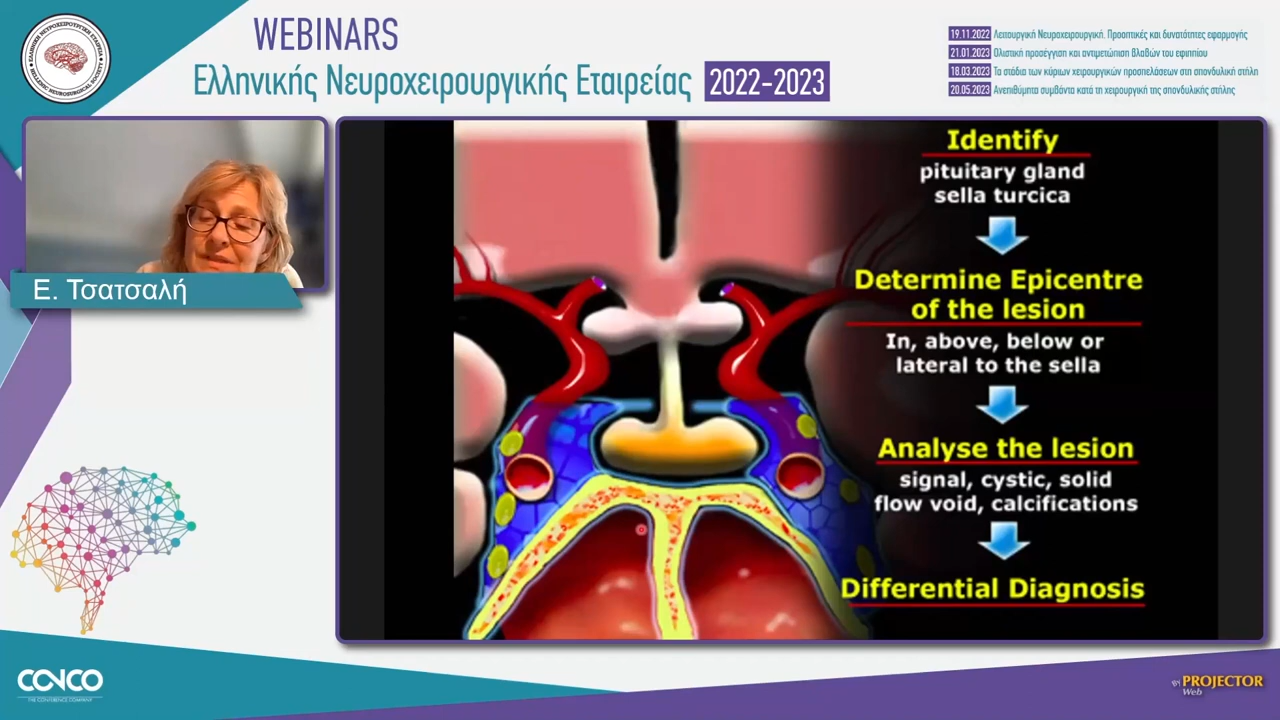 WEBINARS
Ελληνικής Νευροχειρουργικής Εταιρείας 2022-2023
19.11.2022 Λειτουργική Νευροχειρουργική. Προοπτικές και δυνατότητες εφαρμογής
21.01.2023 Ολιστική προσέγγιση και αντιμετώπιση βλαβών του εφιππίου
18.03.2023 Τα στάδια των κύριων χειρουργικών προσπελάσεων στη σπονδυλική στήλη
20.05.2023 Ανεπιθύμητα συμβάντα κατά τη χειρουργική της σπονδυλικής στήλης
Ε. Τσατσαλή
Identify
pituitary gland
sella turcica
Determine Epicentre
of the lesion
In, above, below or
lateral to the sella
Analyse the lesion
signal, cystic, solid
flow void, calcifications
Differential Diagnosis
CONCO
THE CONFERENCE COMPANY
BY PROJECTOR
Web